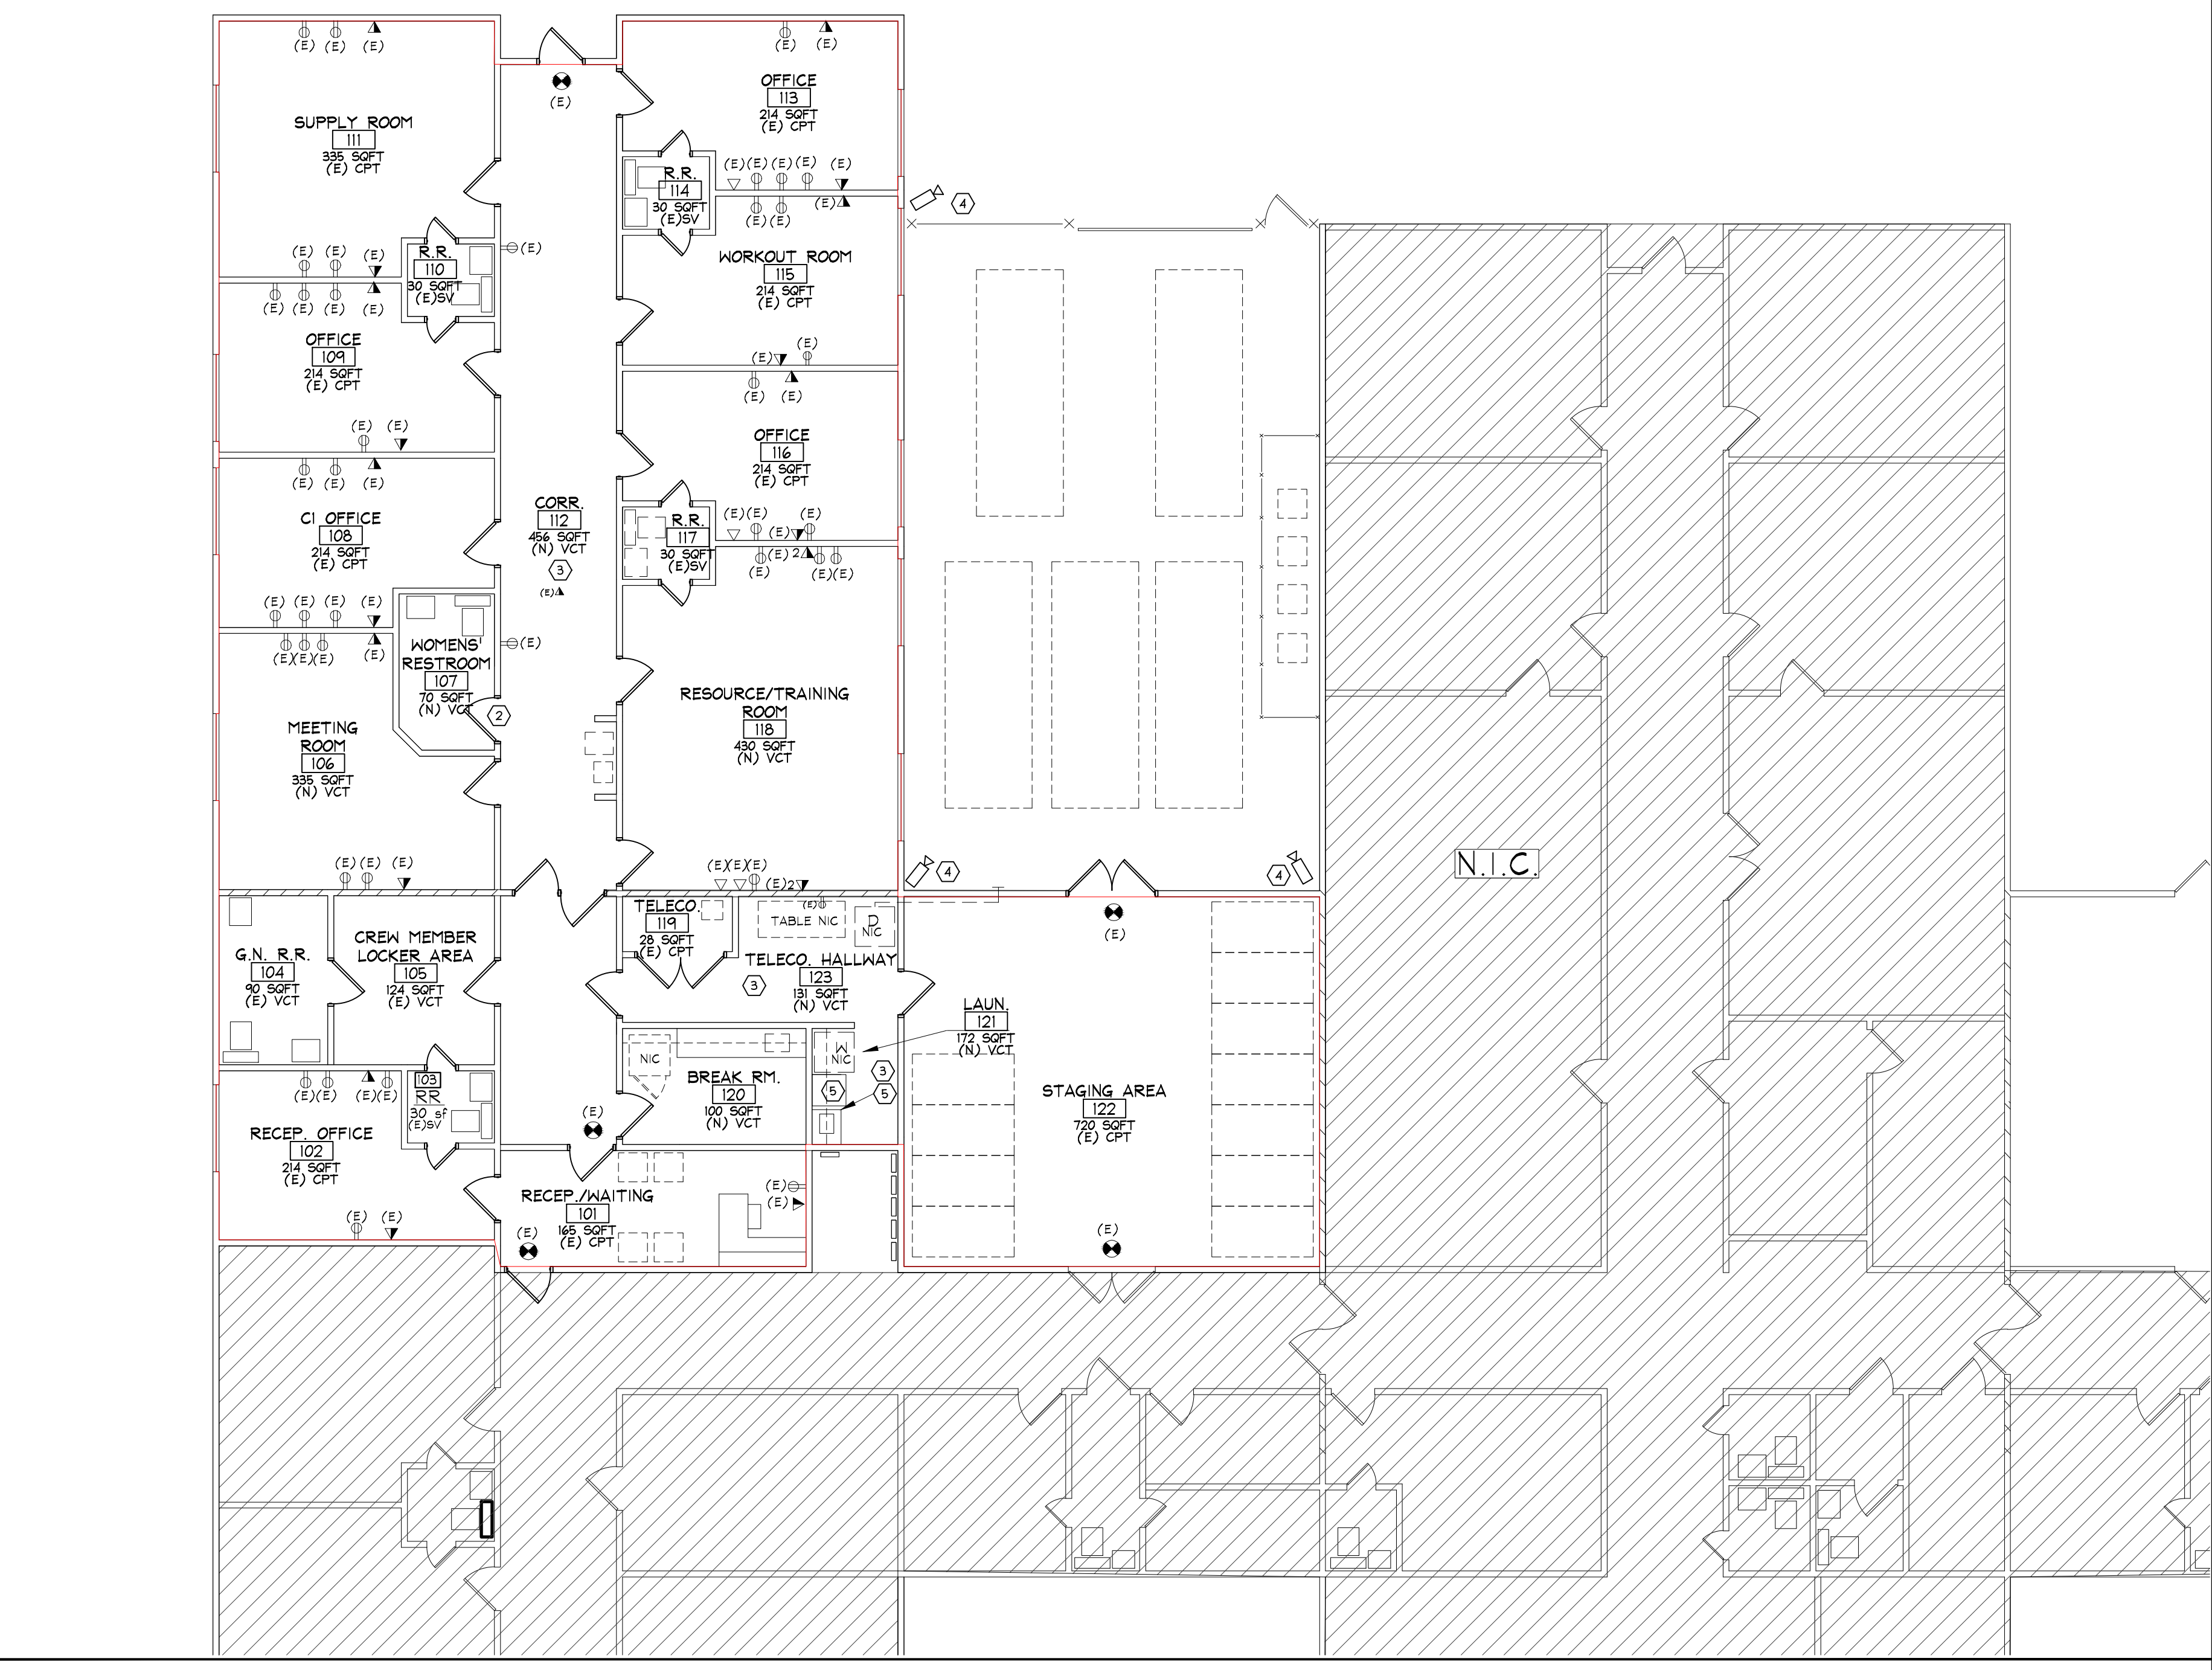 (E) (E) (E)
(E)
(E) (E)
SUPPLY ROOM
111
335 SQFT
(E) CPT
OFFICE
113
214 SQFT
(E) CPT
(E) (E) (E) (E) (E)
R.R.
114
30 SQFT
(E)SV
(E) (E) (E)
4
(E)
(E) (E) (E)
R.R.
110
30 SQFT
(E)SV
WORKOUT ROOM
115
214 SQFT
(E) CPT
(E) (E) (E) (E)
OFFICE
109
214 SQFT
(E) CPT
(E) (E)
(E) (E)
(E) (E)
OFFICE
116
214 SQFT
(E) CPT
(E) (E) (E)
CI OFFICE
108
214 SQFT
(E) CPT
CORR.
112
456 SQFT
(N) VCT
3
(E)
(E) (E) (E) (E)
R.R.
117
30 SQFT
(E)SV
(E) 2
(E) (E) (E)
(E) (E) (E) (E)
(E) (E) (E) (E)
(E)
WOMENS'
RESTROOM
107
70 SQFT
(N) VCT
2
MEETING
ROOM
106
335 SQFT
(N) VCT
RESOURCE/TRAINING
ROOM
118
430 SQFT
(N) VCT
N.I.C.
(E) (E) (E)
(E) (E) (E)
(E) 2
4
4
G.N. R.R.
104
90 SQFT
(E) VCT
CREW MEMBER
LOCKER AREA
105
124 SQFT
(E) VCT
TELECO.
119
28 SQFT
(E) CPT
(E)
TABLE NIC
D
NIC
(E)
TELECO. HALLWAY
123
131 SQFT
(N) VCT
3
LAUN.
121
172 SQFT
(N) VCT
W
NIC
NIC
3
5
5
BREAK RM.
120
100 SQFT
(N) VCT
STAGING AREA
122
720 SQFT
(E) CPT
(E) (E) (E) (E)
103
RR
30 sf
(E)SV
(E)
RECEP. OFFICE
102
214 SQFT
(E) CPT
(E) (E)
RECEP./WAITING
101
165 SQFT
(E) CPT
(E)
(E)
(E)
(E)